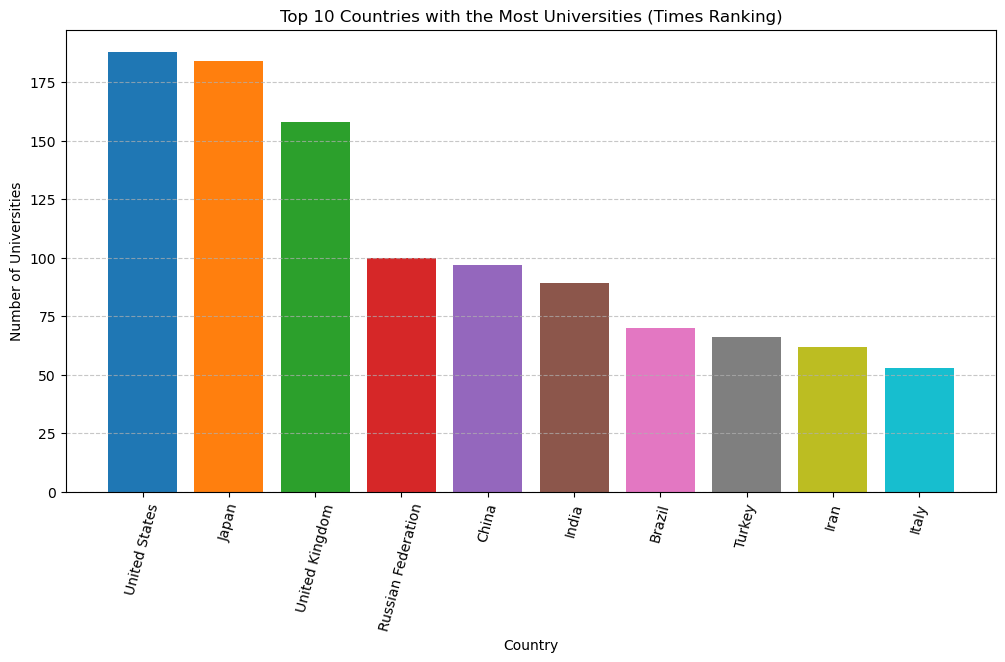 Top 10 Countries with the Most Universities (Times Ranking)
Number of Universities
175
150
125
100
75
50
25
0
United States
Japan
United Kingdom
Russian Federation
China
India
Brazil
Turkey
Iran
Italy
Country